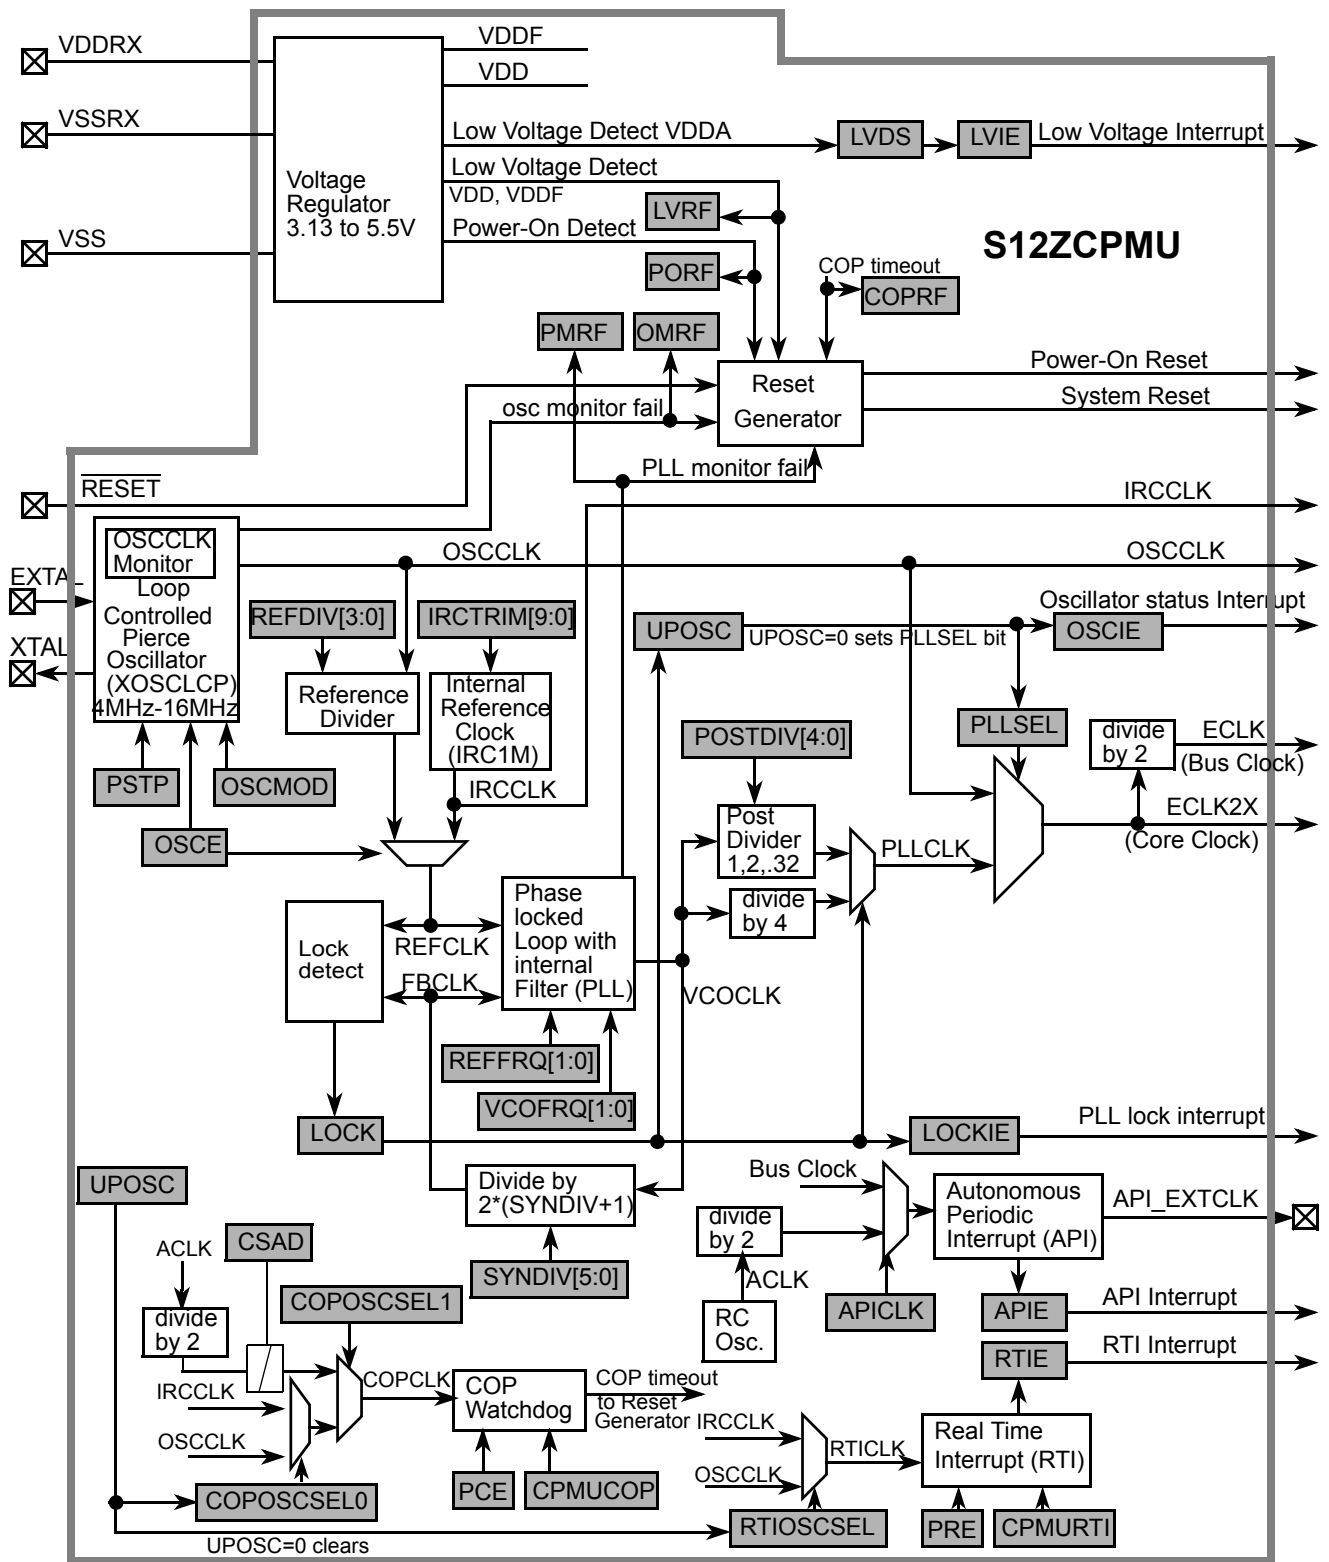 VDDRX
VDDF
VDD
VSSRX
Low Voltage Detect VDDA
LVDS
LVIE
Low Voltage Interrupt
Voltage
Regulator
3.13 to 5.5V
Low Voltage Detect
VDD, VDDF
LVRF
Power-On Detect
VSS
S12ZCPMU
PORF
COP timeout
COPRF
PMRF
OMRF
Power-On Reset
Reset
Generator
System Reset
osc monitor fail
PLL monitor fail
RESET
IRCCLK
OSCCLK
Monitor
OSCCLK
OSCCLK
EXTAL
Loop
Controlled
Pierce
Oscillator
(XOSCLCP)
4MHz-16MHz
XTAL
REFDIV[3:0]
IRCTRIM[9:0]
UPOSC
UPOSC=0 sets PLLSEL bit
Oscillator status Interrupt
OSCIE
Reference
Divider
Internal
Reference
Clock
(IRC1M)
PLLSEL
POSTDIV[4:0]
divide
by 2
ECLK
(Bus Clock)
PSTP
OSCMOD
IRCCLK
ECLK2X
(Core Clock)
OSCE
Post
Divider
1,2,.32
PLLCLK
divide
by 4
Phase
locked
Loop with
internal
Filter (PLL)
Lock
detect
REFCLK
FBCLK
VCOCLK
REFFRQ[1:0]
VCOFRQ[1:0]
LOCK
LOCKIE
PLL lock interrupt
UPOSC
Divide by
2*(SYNDIV+1)
Bus Clock
Autonomous
Periodic
Interrupt (API)
API_EXTCLK
divide
by 2
ACLK
CSAD
SYNDIV[5:0]
ACLK
RC
Osc.
APICLK
APIE
API Interrupt
divide
by 2
COPOSCSEL1
RTIE
RTI Interrupt
IRCCLK
COPCLK
COP
Watchdog
COP timeout
to Reset
Generator
IRCCLK
OSCCLK
RTICLK
Real Time
Interrupt (RTI)
OSCCLK
COPOSCSEL0
PCE
CPMUCOP
RTIOSCSEL
PRE
CPMURTI
UPOSC=0 clears